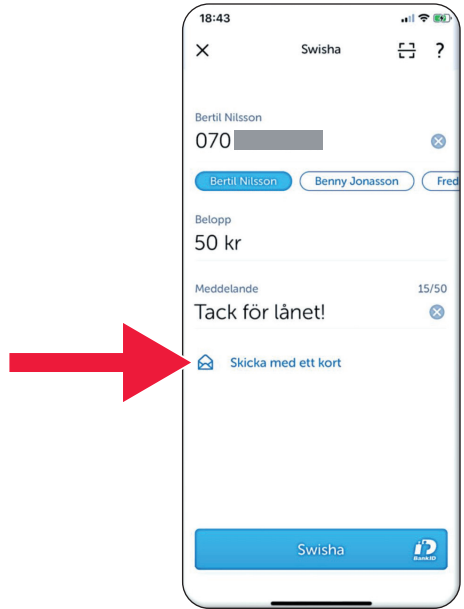 18:43
Swisha ?
Bertil Nilsson
070
Bertil Nilsson Benny Jonasson Fred
Belopp
50 kr
Meddelande 15/50
Tack för lånet!
Skicka med ett kort
Swisha BankID